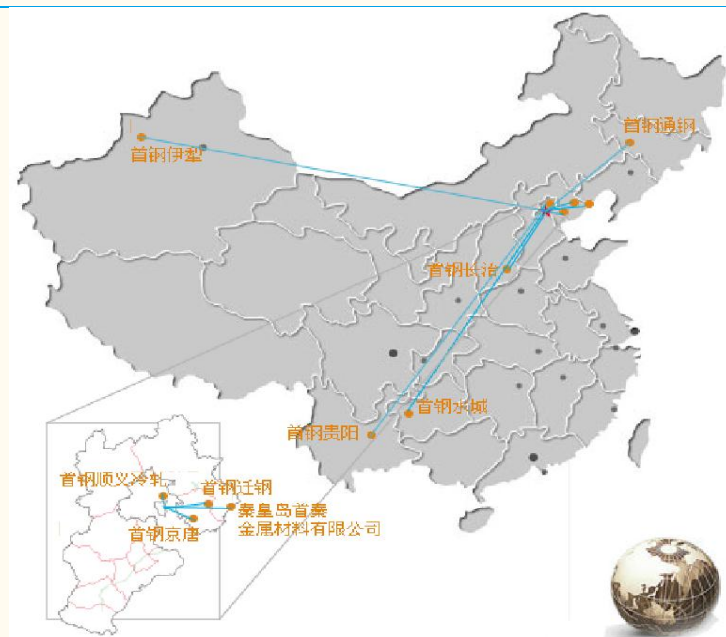 首钢通钢
首钢伊犁
首钢长治
首钢水城
首钢贵阳
首钢顺义冷轧
首钢迁钢
秦皇岛首秦
金属材料有限公司
首钢京唐